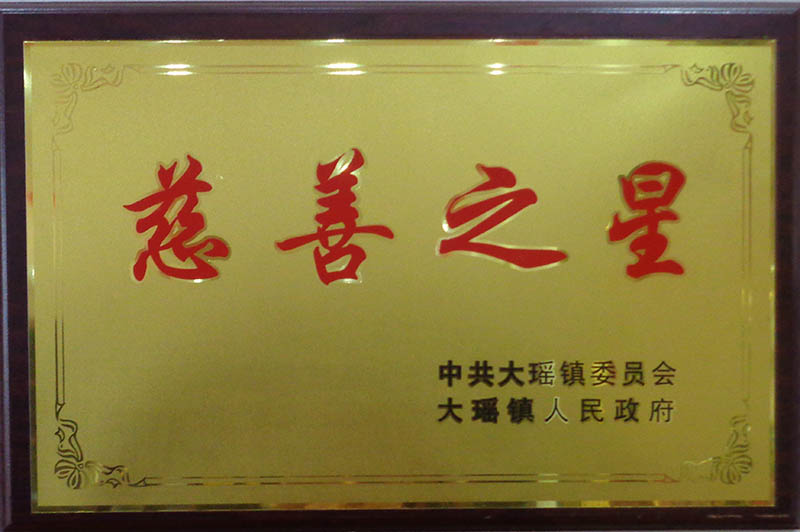 慈善之星
中共大瑶镇委员会
大瑶镇人民政府